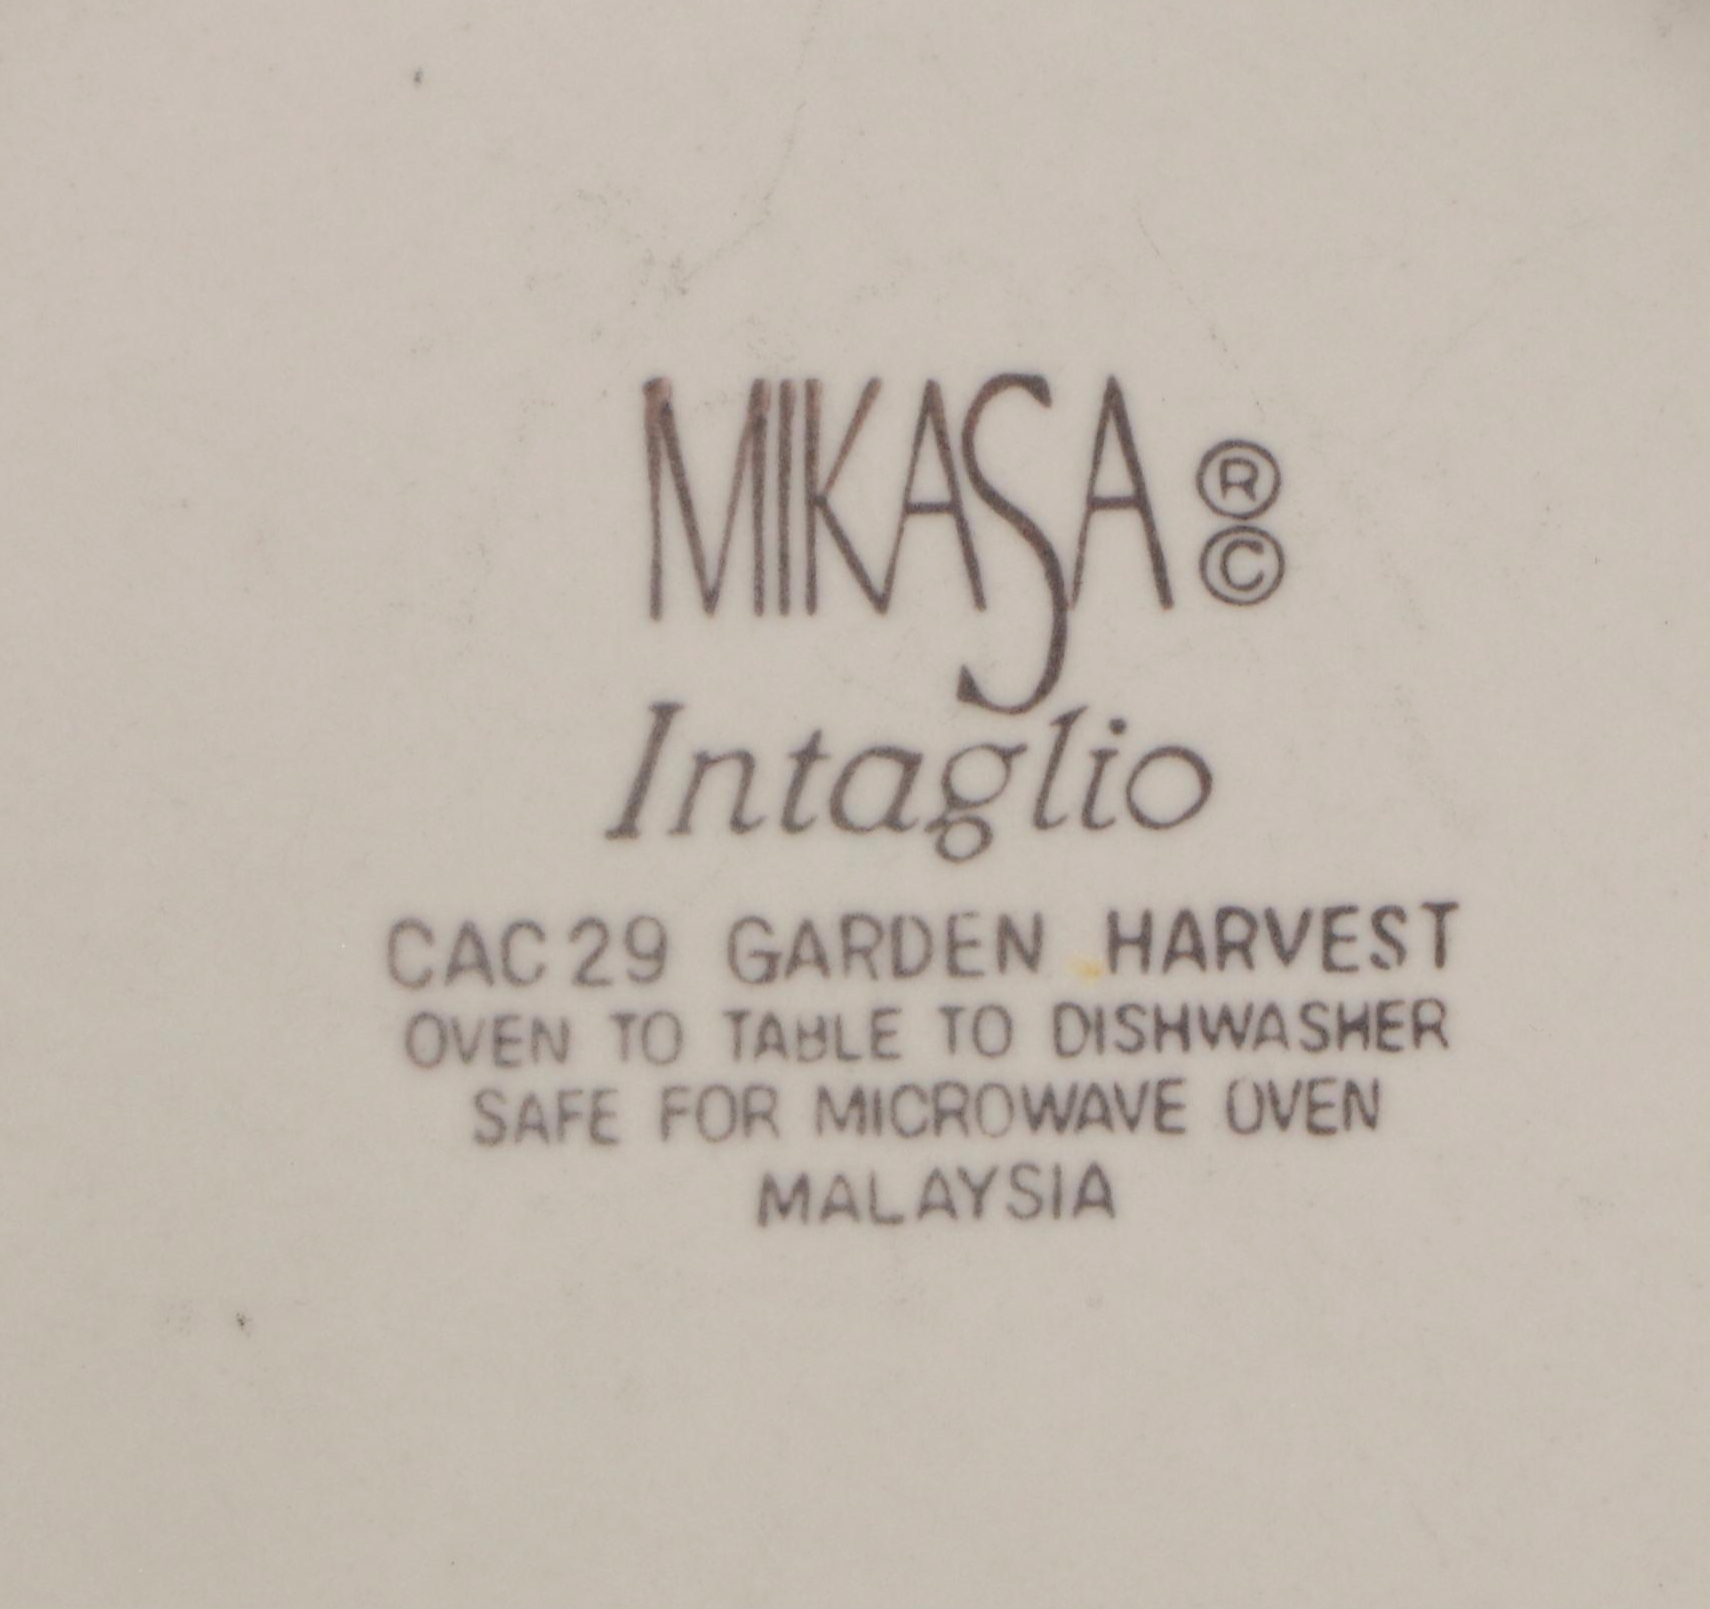 MIKASA ® ©
Intaglio
CAC29 GARDEN HARVEST
OVEN TO TABLE TO DISHWASHER
SAFE FOR MICROWAVE OVEN
MALAYSIA